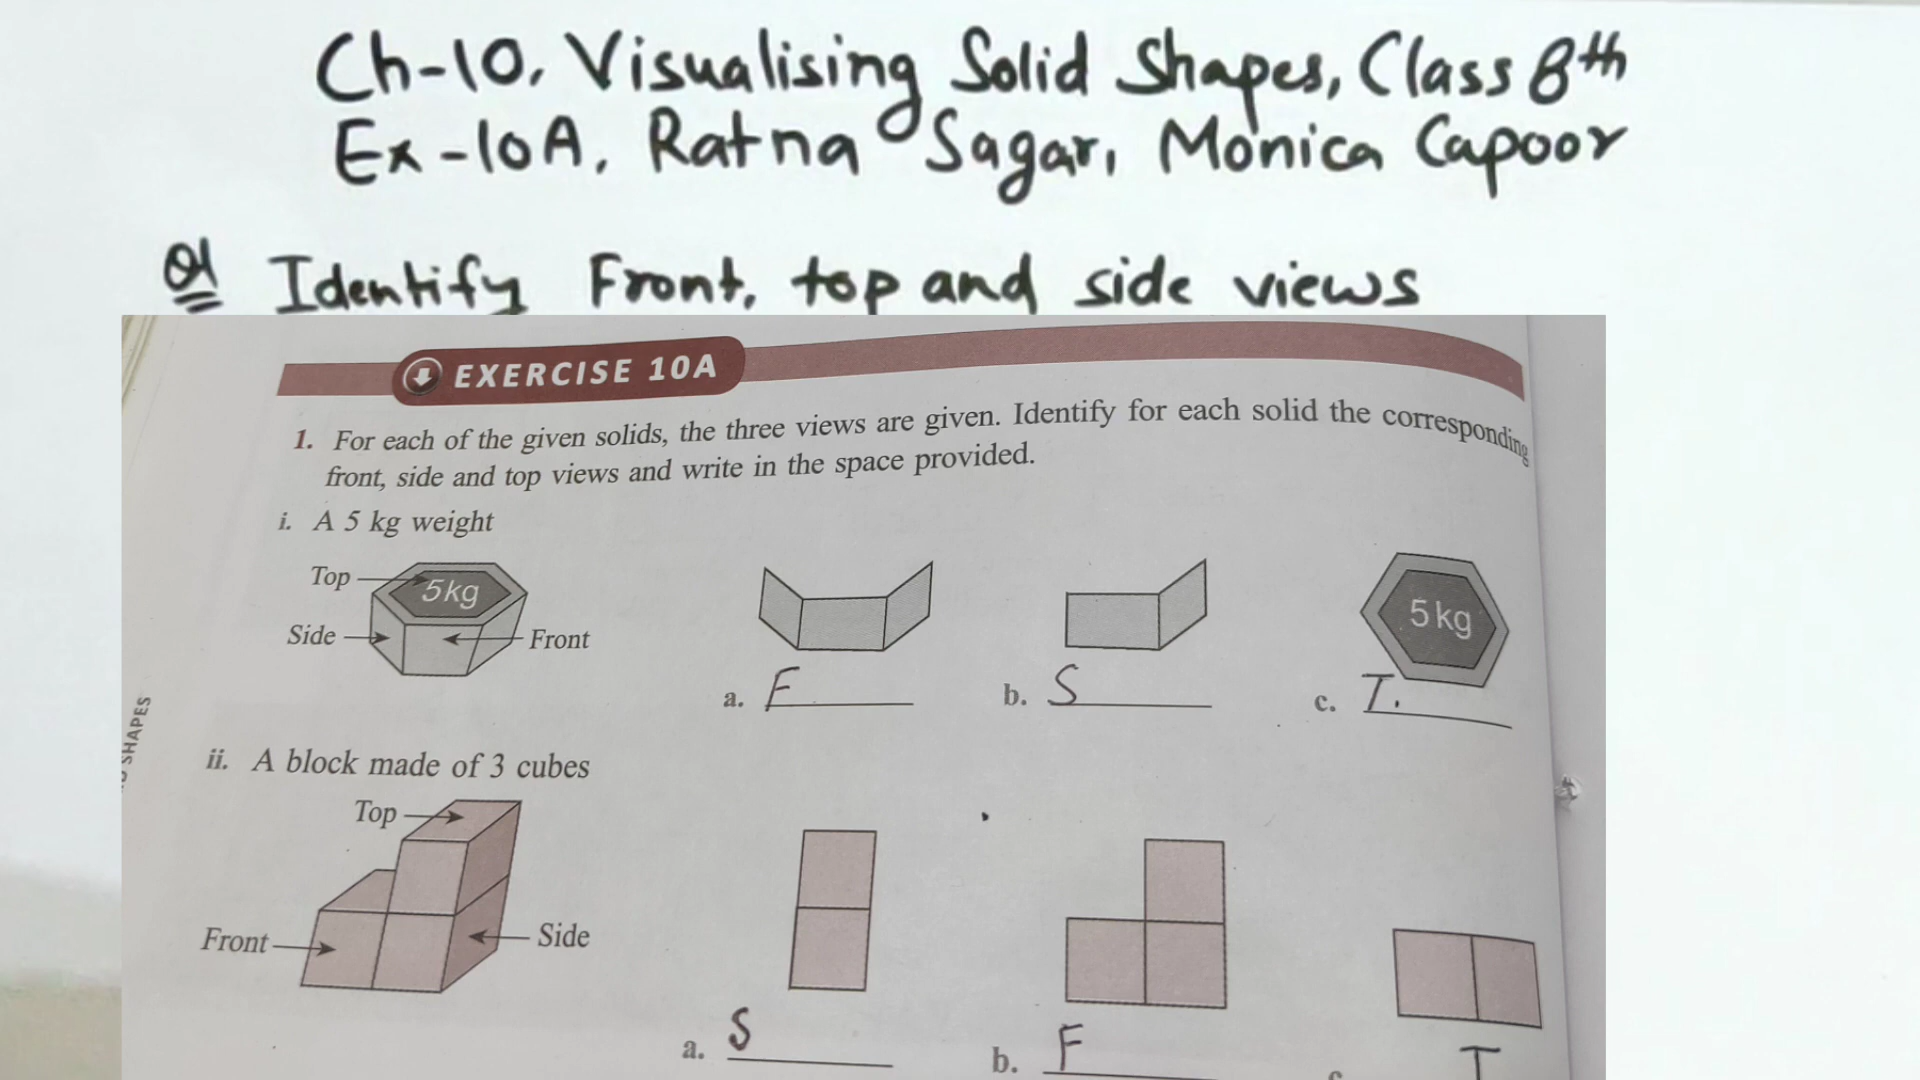 Ch-10, Visualising Solid Shapes, Class 8th
Ex-10A, Ratna Sagar, Monica Capoor
Q1 Identify Front, top and side views
EXERCISE 10A
1. For each of the given solids, the three views are given. Identify for each solid the corresponding
front, side and top views and write in the space provided.
i. A 5 kg weight
Top
5kg
Side
Front
5 kg
a. F
b. S
c. T.
SHAPES
ii. A block made of 3 cubes
Top
Front
Side
a. S
b. F
T